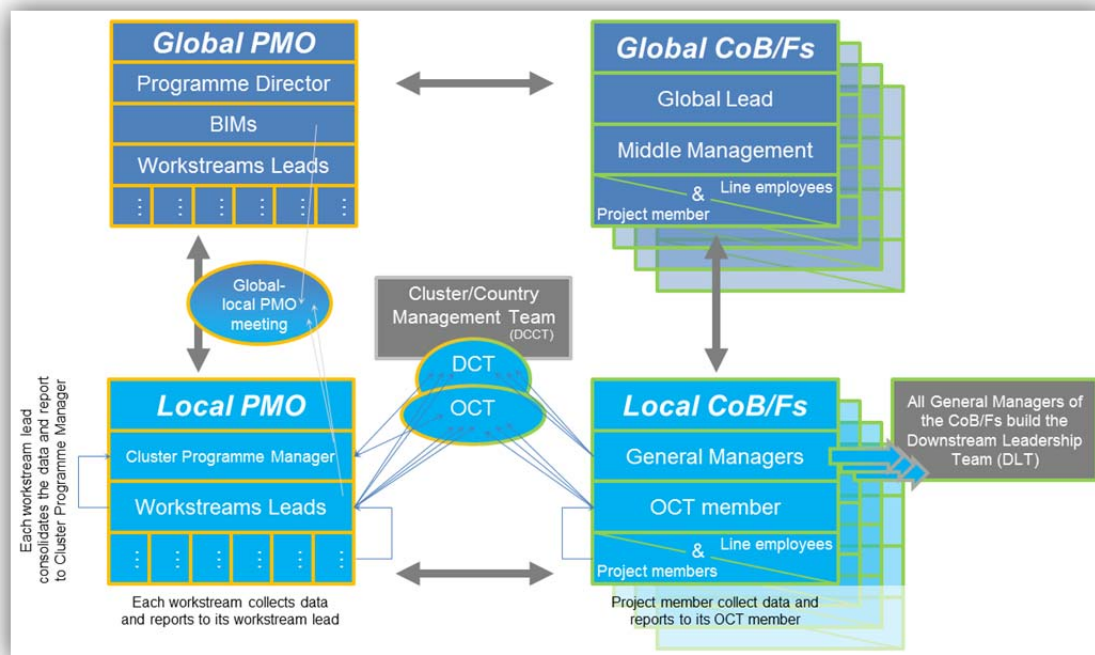 Global PMO
Programme Director
BIMs
Workstreams Leads
⋮ ⋮ ⋮ ⋮ ⋮ ⋮
Global CoB/Fs
Global Lead
Middle Management
& Line employees
Project member
Global-
local PMO
meeting
Cluster/Country
Management Team
(DCCT)
DCT
OCT
Each workstream lead
consolidates the data and report
to Cluster Programme Manager
Local PMO
Cluster Programme Manager
Workstreams Leads
⋮ ⋮ ⋮ ⋮ ⋮ ⋮
Each workstream collects data
and reports to its workstream lead
Local CoB/Fs
General Managers
OCT member
& Line employees
Project members
Project member collect data and
reports to its OCT member
All General Managers of
the CoB/Fs build the
Downstream Leadership
Team (DLT)